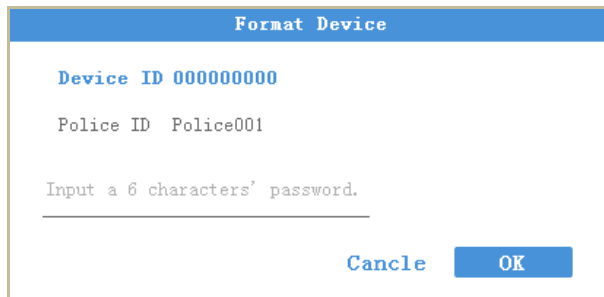 Format Device
Device ID 000000000
Police ID Police001
Input a 6 characters' password.
Cancle OK